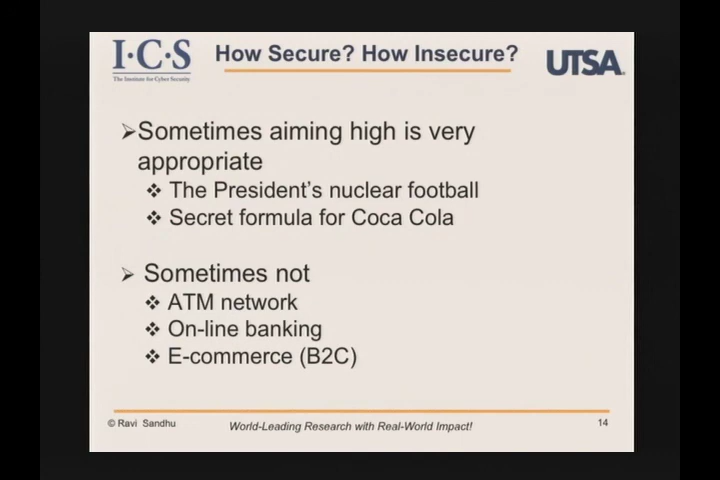 I·C·S
The Institute for Cyber Security
How Secure? How Insecure?
UTSA
Sometimes aiming high is very
appropriate
The President's nuclear football
Secret formula for Coca Cola
Sometimes not
ATM network
On-line banking
E-commerce (B2C)
© Ravi Sandhu
World-Leading Research with Real-World Impact!
14